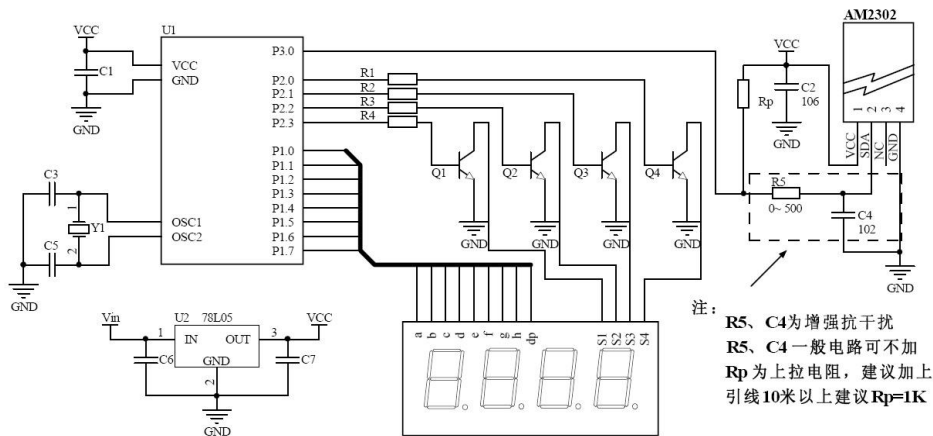 AM2302
VCC
U1
VCC
GND
C1
GND
P3.0
P2.0
P2.1
P2.2
P2.3
P1.0
P1.1
P1.2
P1.3
P1.4
P1.5
P1.6
P1.7
OSC1
OSC2
R1
R2
R3
R4
Q1
Q2
Q3
Q4
GND
GND
GND
GND
VCC
Rp
C2
106
GND
1
2
3
4
VCC
SDA
NC
GND
R5
0~ 500
C4
102
GND
C3
1
Y1
2
C5
GND
Vin
U2 78L05
VCC
1
IN OUT
3
GND
2
C6
C7
GND
a
b
c
d
e
f
g
h
dp
S1
S2
S3
S4
注：
R5、C4为增强抗干扰
R5、C4 一般电路可不加
Rp 为上拉电阻，建议加上
引线10米以上建议Rp=1K